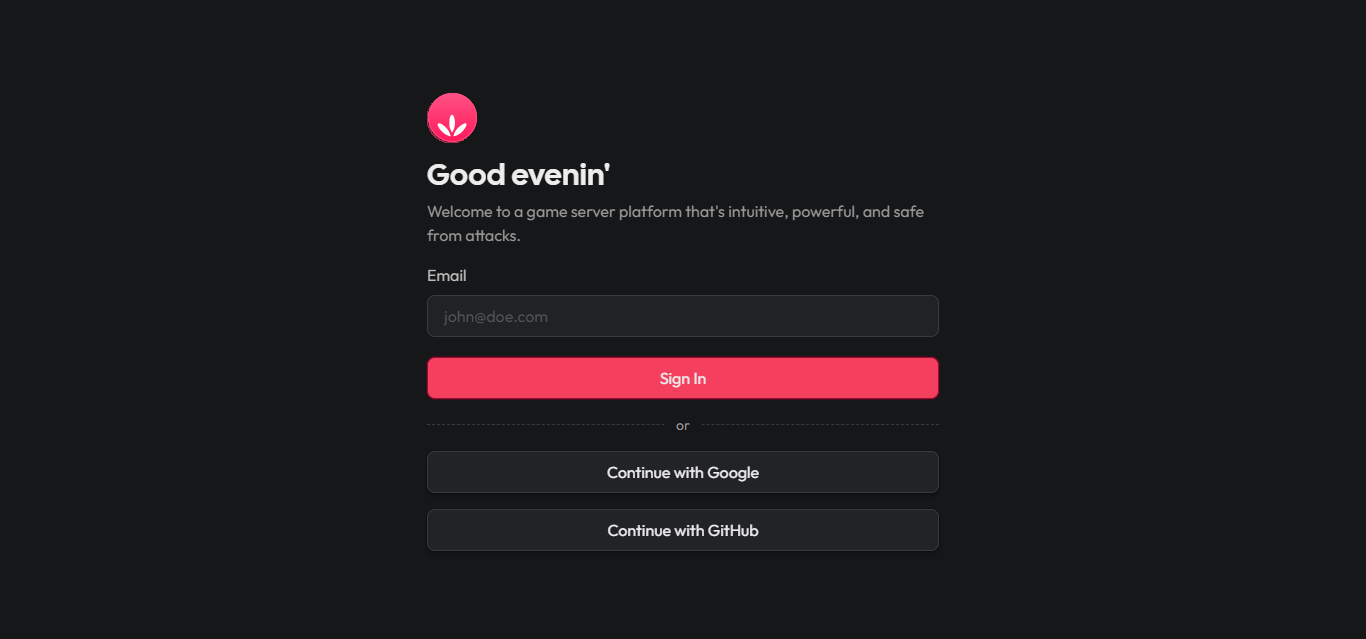 Good evenin'
Welcome to a game server platform that's intuitive, powerful, and safe
from attacks.
Email
john@doe.com
Sign In
or
Continue with Google
Continue with GitHub